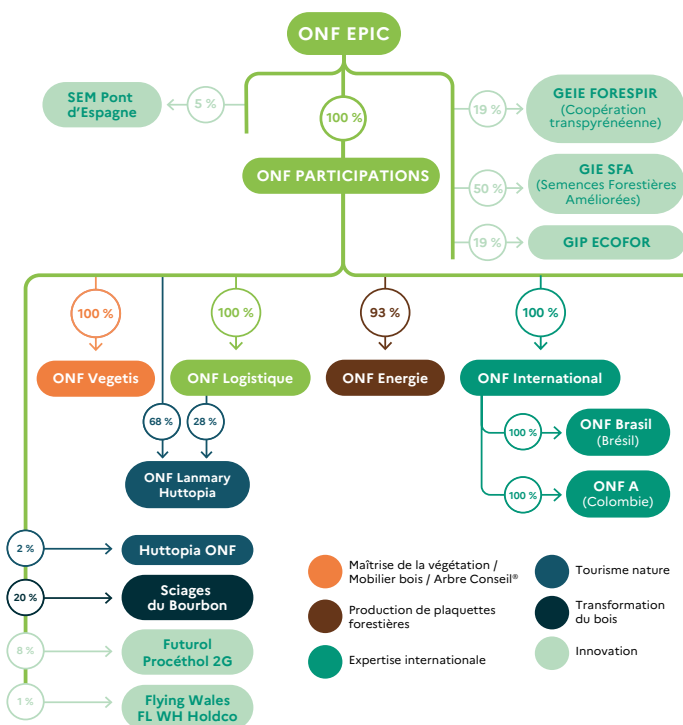 ONF EPIC
SEM Pont
d'Espagne
5 %
100 %
19 %
GEIE FORESPIR
(Coopération
transpyrénéenne)
ONF PARTICIPATIONS
50 %
GIE SFA
(Semences Forestières
Améliorées)
19 %
GIP ECOFOR
100 %
100 %
93 %
100 %
ONF Vegetis
ONF Logistique
ONF Energie
ONF International
68 %
28 %
100 %
ONF Brasil
(Brésil)
ONF Lanmary
Huttopia
100 %
ONF A
(Colombie)
2 %
Huttopia ONF
20 %
Sciages
du Bourbon
8 %
Futurol
Procéthol 2G
1 %
Flying Wales
FL WH Holdco
Maîtrise de la végétation /
Mobilier bois / Arbre Conseil®
Production de plaquettes
forestières
Expertise internationale
Tourisme nature
Transformation
du bois
Innovation